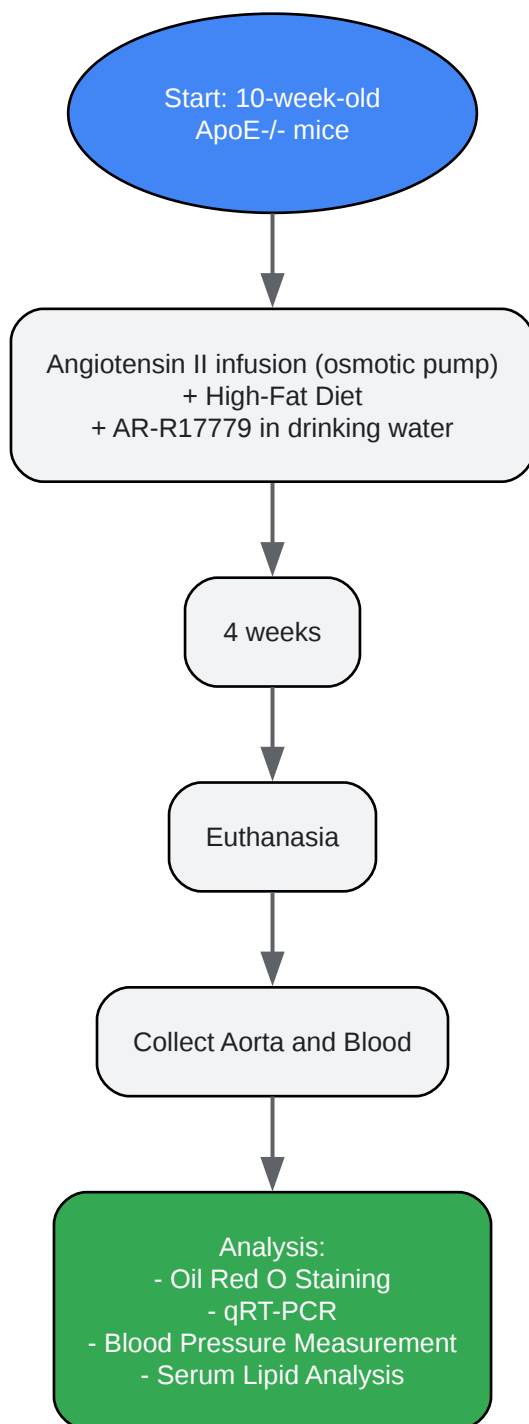 Start: 10-week-old
ApoE-/- mice
Angiotensin II infusion (osmotic pump)
+ High-Fat Diet
+ AR-R17779 in drinking water
4 weeks
Euthanasia
Collect Aorta and Blood
Analysis:
- Oil Red O Staining
- qRT-PCR
- Blood Pressure Measurement
- Serum Lipid Analysis